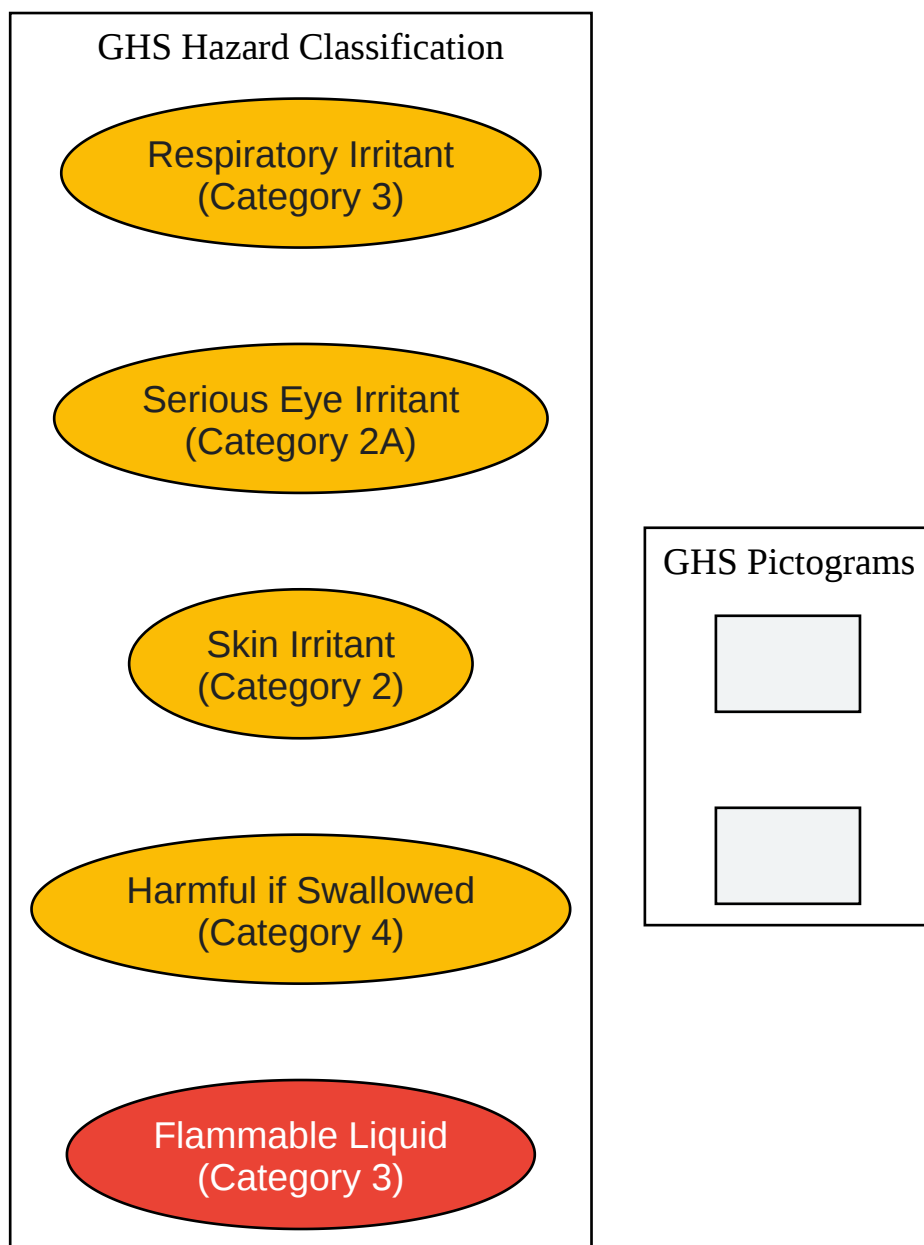 GHS Hazard Classification
Respiratory Irritant
(Category 3)
Serious Eye Irritant
(Category 2A)
Skin Irritant
(Category 2)
Harmful if Swallowed
(Category 4)
Flammable Liquid
(Category 3)
GHS Pictograms